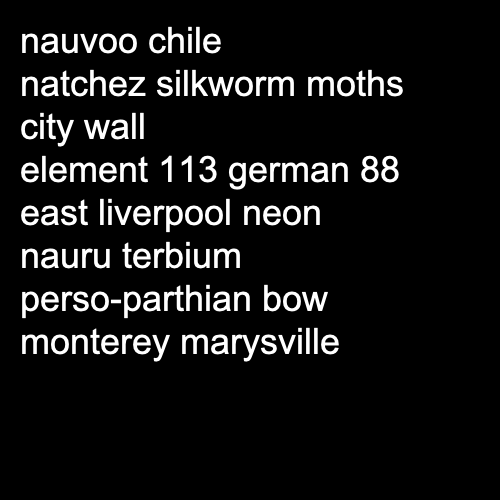 nauvoo chile
natchez silkworm moths
city wall
element 113 german 88
east liverpool neon
nauru terbium
perso-parthian bow
monterey marysville